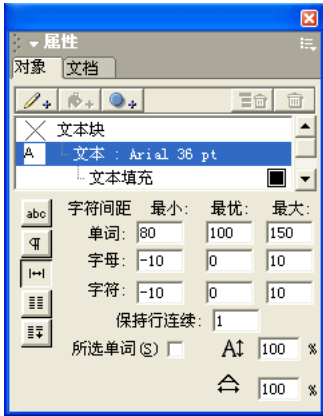 属性
对象 文档
文本块
A 文本 : Arial 36 pt
文本填充
abc 字符间距 最小: 最优: 最大:
¶ 单词: 80 100 150
字母: -10 0 10
字符: -10 0 10
保持行连续: 1
所选单词(S) A 100 %
100 %